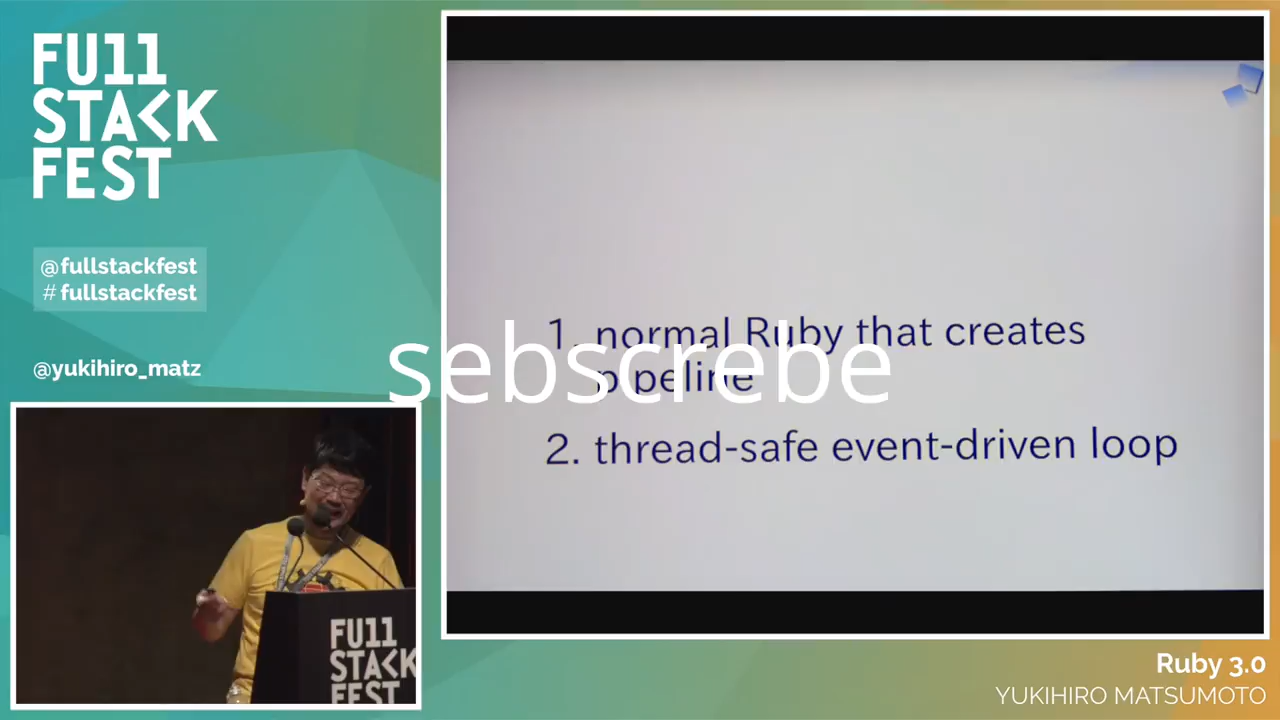 FU11
STACK
FEST
@fullstackfest
# fullstackfest
@yukihiro_matz
1. normal Ruby that creates
pipeline
2. thread-safe event-driven loop
sebscrebe
FU11
STACK
FEST
Ruby 3.0
YUKIHIRO MATSUMOTO